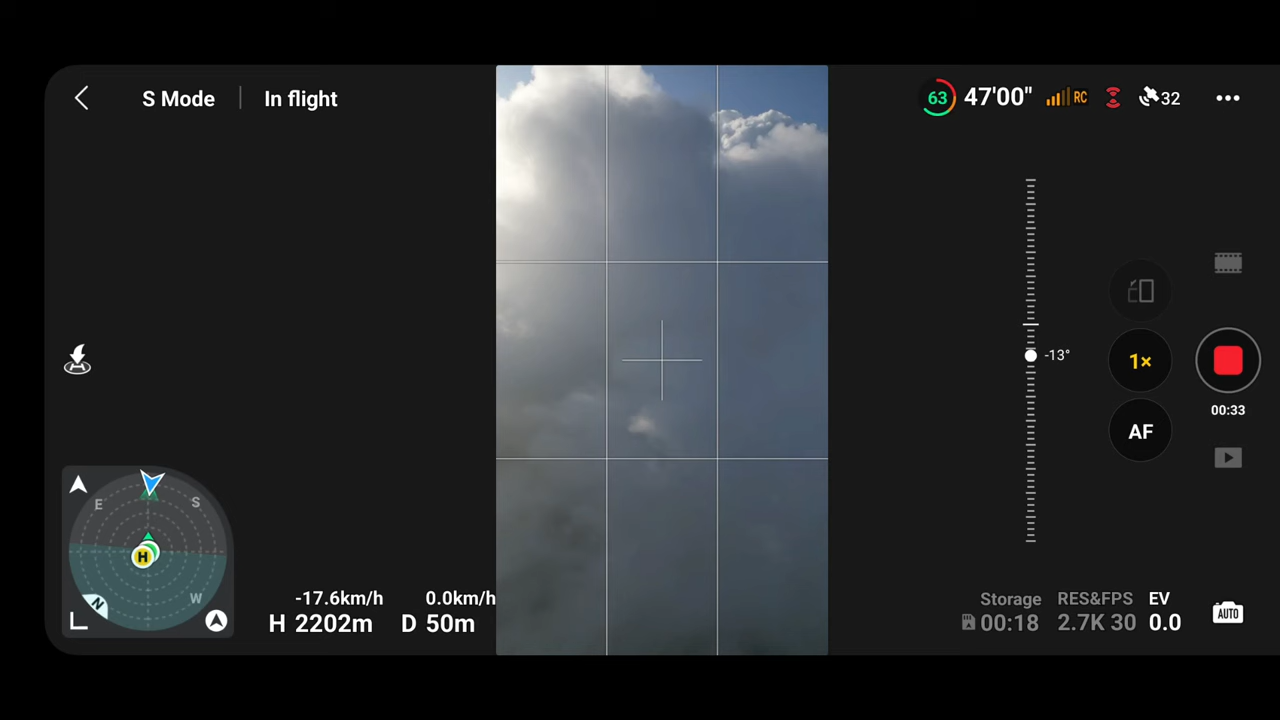 S Mode | In flight
63 47'00" RC 32
-13°
1×
00:33
AF
E S
H
N W
-17.6km/h 0.0km/h
H 2202m D 50m
Storage RES&FPS EV
00:18 2.7K 30 0.0
AUTO